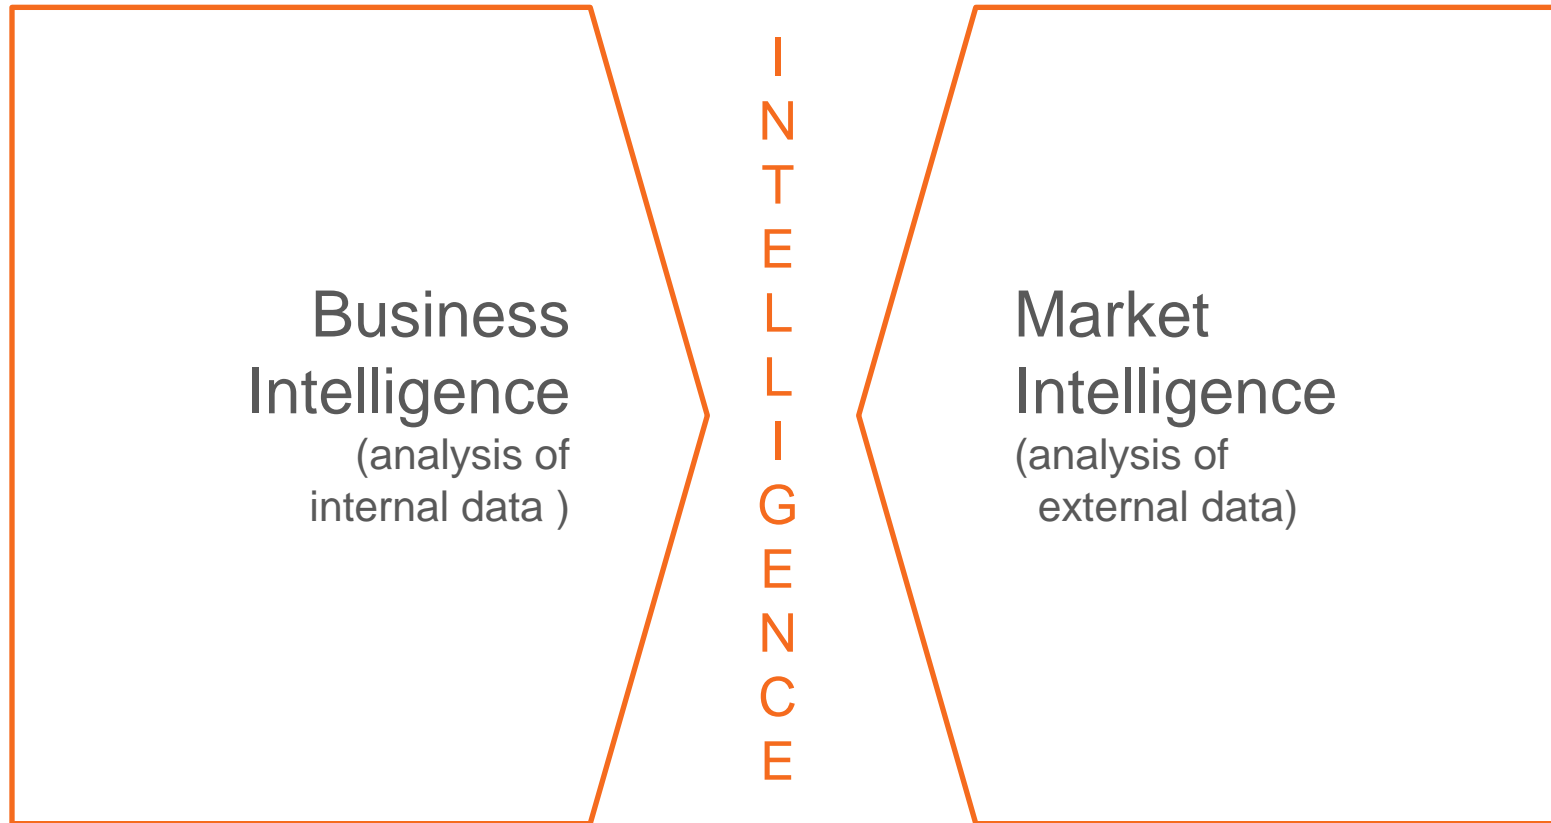 Business
Intelligence
(analysis of
internal data )
I
N
T
E
L
L
I
G
E
N
C
E
Market
Intelligence
(analysis of
external data)